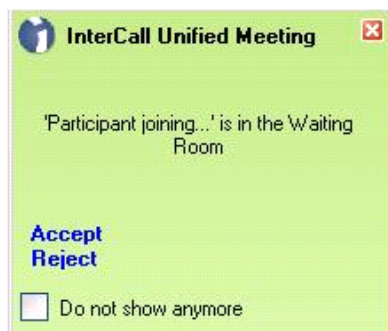 InterCall Unified Meeting
'Participant joining...' is in the Waiting
Room
Accept
Reject
Do not show anymore